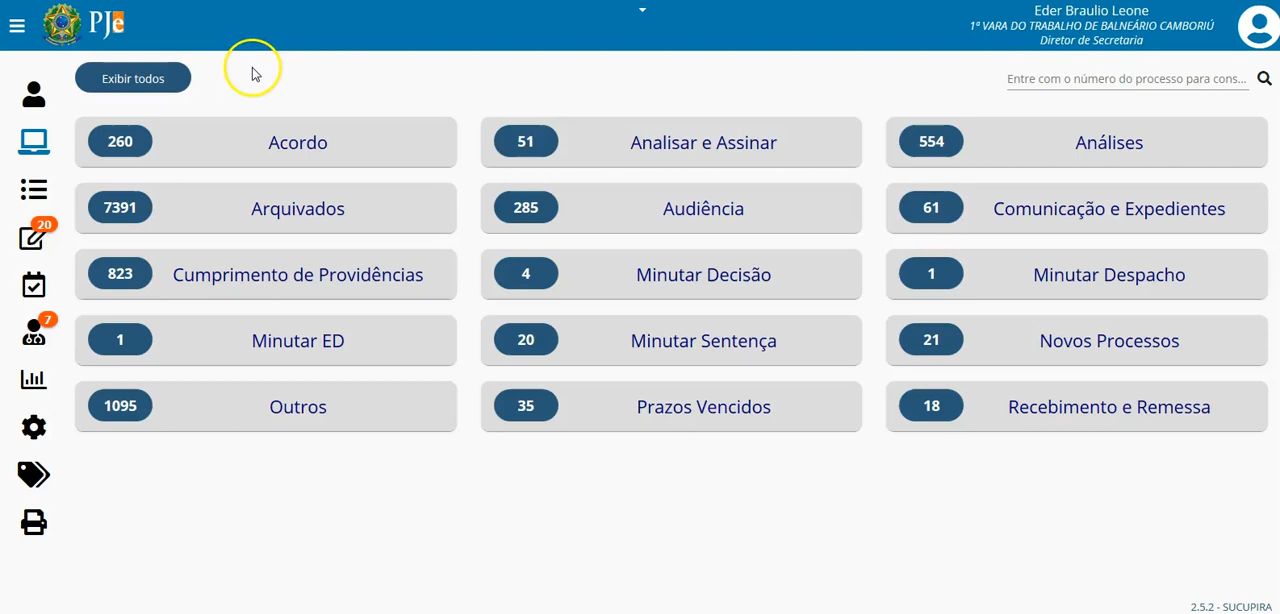 PJe
Eder Braulio Leone
1ª VARA DO TRABALHO DE BALNEÁRIO CAMBORIÚ
Diretor de Secretaria
Exibir todos
Entre com o número do processo para cons...
260 Acordo
51 Analisar e Assinar
554 Análises
7391 Arquivados
285 Audiência
61 Comunicação e Expedientes
20
823 Cumprimento de Providências
4 Minutar Decisão
1 Minutar Despacho
7
1 Minutar ED
20 Minutar Sentença
21 Novos Processos
1095 Outros
35 Prazos Vencidos
18 Recebimento e Remessa
2.5.2 - SUCUPIRA